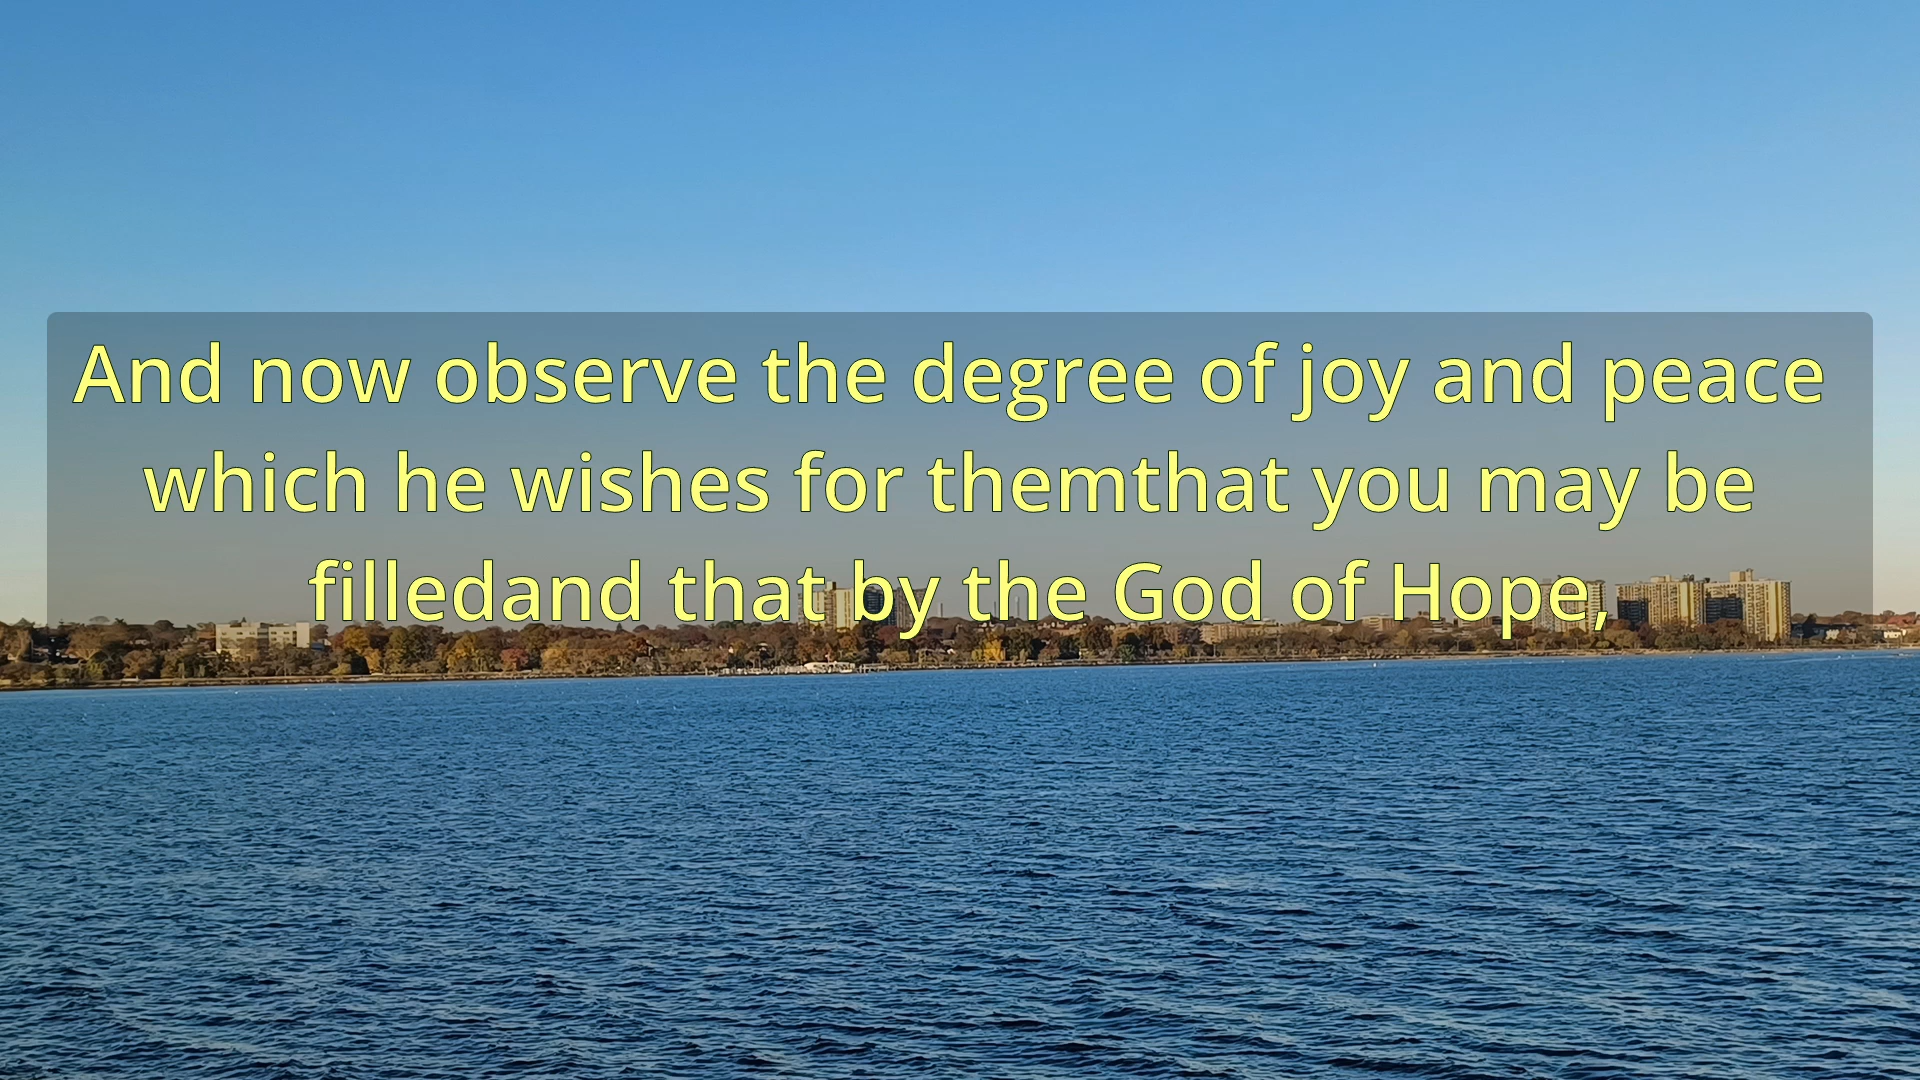 And now observe the degree of joy and peace
which he wishes for themthat you may be
filledand that by the God of Hope,